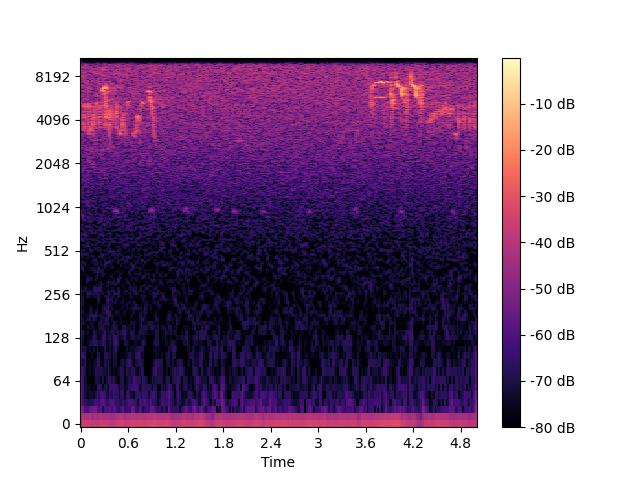 8192
4096
2048
1024
512
256
128
64
0
Hz
0 0.6 1.2 1.8 2.4 3 3.6 4.2 4.8
Time
-10 dB
-20 dB
-30 dB
-40 dB
-50 dB
-60 dB
-70 dB
-80 dB